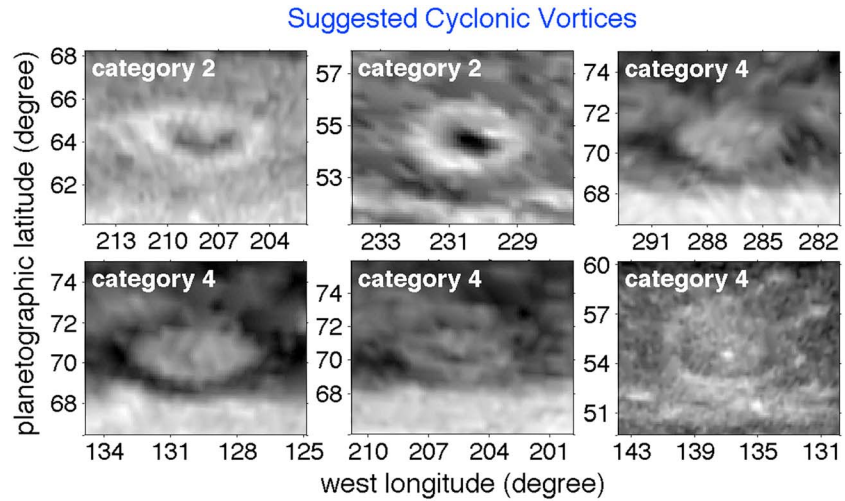 Suggested Cyclonic Vortices
planetographic latitude (degree)
category 2
68
66
64
62
213 210 207 204
category 2
57
55
53
233 231 229
category 4
74
72
70
68
291 288 285 282
category 4
74
72
70
68
134 131 128 125
category 4
74
72
70
68
210 207 204 201
category 4
60
57
54
51
143 139 135 131
west longitude (degree)